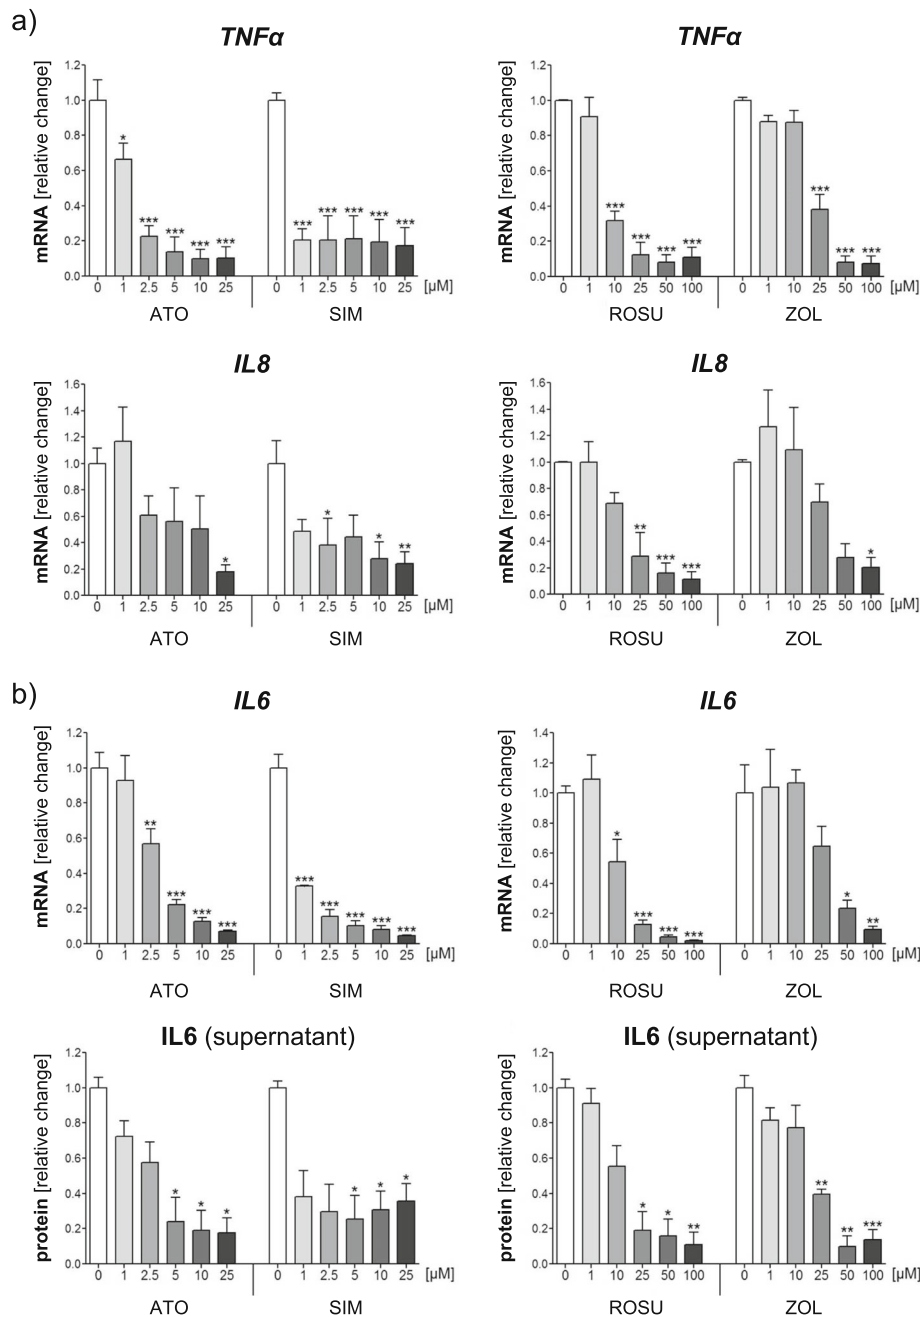 a)
TNFα
TNFα
mRNA [relative change]
1.2
1.0
0.8
0.6
0.4
0.2
0.0
* *** *** *** *** *** *** *** *** ***
0 1 2.5 5 10 25 0 1 2.5 5 10 25 [µM]
ATO SIM
mRNA [relative change]
1.2
1.0
0.8
0.6
0.4
0.2
0.0
*** *** *** *** *** *** ***
0 1 10 25 50 100 0 1 10 25 50 100 [µM]
ROSU ZOL
IL8
IL8
mRNA [relative change]
1.6
1.4
1.2
1.0
0.8
0.6
0.4
0.2
0.0
* * * **
0 1 2.5 5 10 25 0 1 2.5 5 10 25 [µM]
ATO SIM
mRNA [relative change]
1.6
1.4
1.2
1.0
0.8
0.6
0.4
0.2
0.0
** *** *** *
0 1 10 25 50 100 0 1 10 25 50 100 [µM]
ROSU ZOL
b)
IL6
IL6
mRNA [relative change]
1.2
1.0
0.8
0.6
0.4
0.2
0.0
** *** *** *** *** *** *** *** ***
0 1 2.5 5 10 25 0 1 2.5 5 10 25 [µM]
ATO SIM
mRNA [relative change]
1.4
1.2
1.0
0.8
0.6
0.4
0.2
0.0
* *** *** *** * **
0 1 10 25 50 100 0 1 10 25 50 100 [µM]
ROSU ZOL
IL6 (supernatant)
IL6 (supernatant)
protein [relative change]
1.2
1.0
0.8
0.6
0.4
0.2
0.0
* * * * * *
0 1 2.5 5 10 25 0 1 2.5 5 10 25 [µM]
ATO SIM
protein [relative change]
1.2
1.0
0.8
0.6
0.4
0.2
0.0
* * ** ** ** ***
0 1 10 25 50 100 0 1 10 25 50 100 [µM]
ROSU ZOL